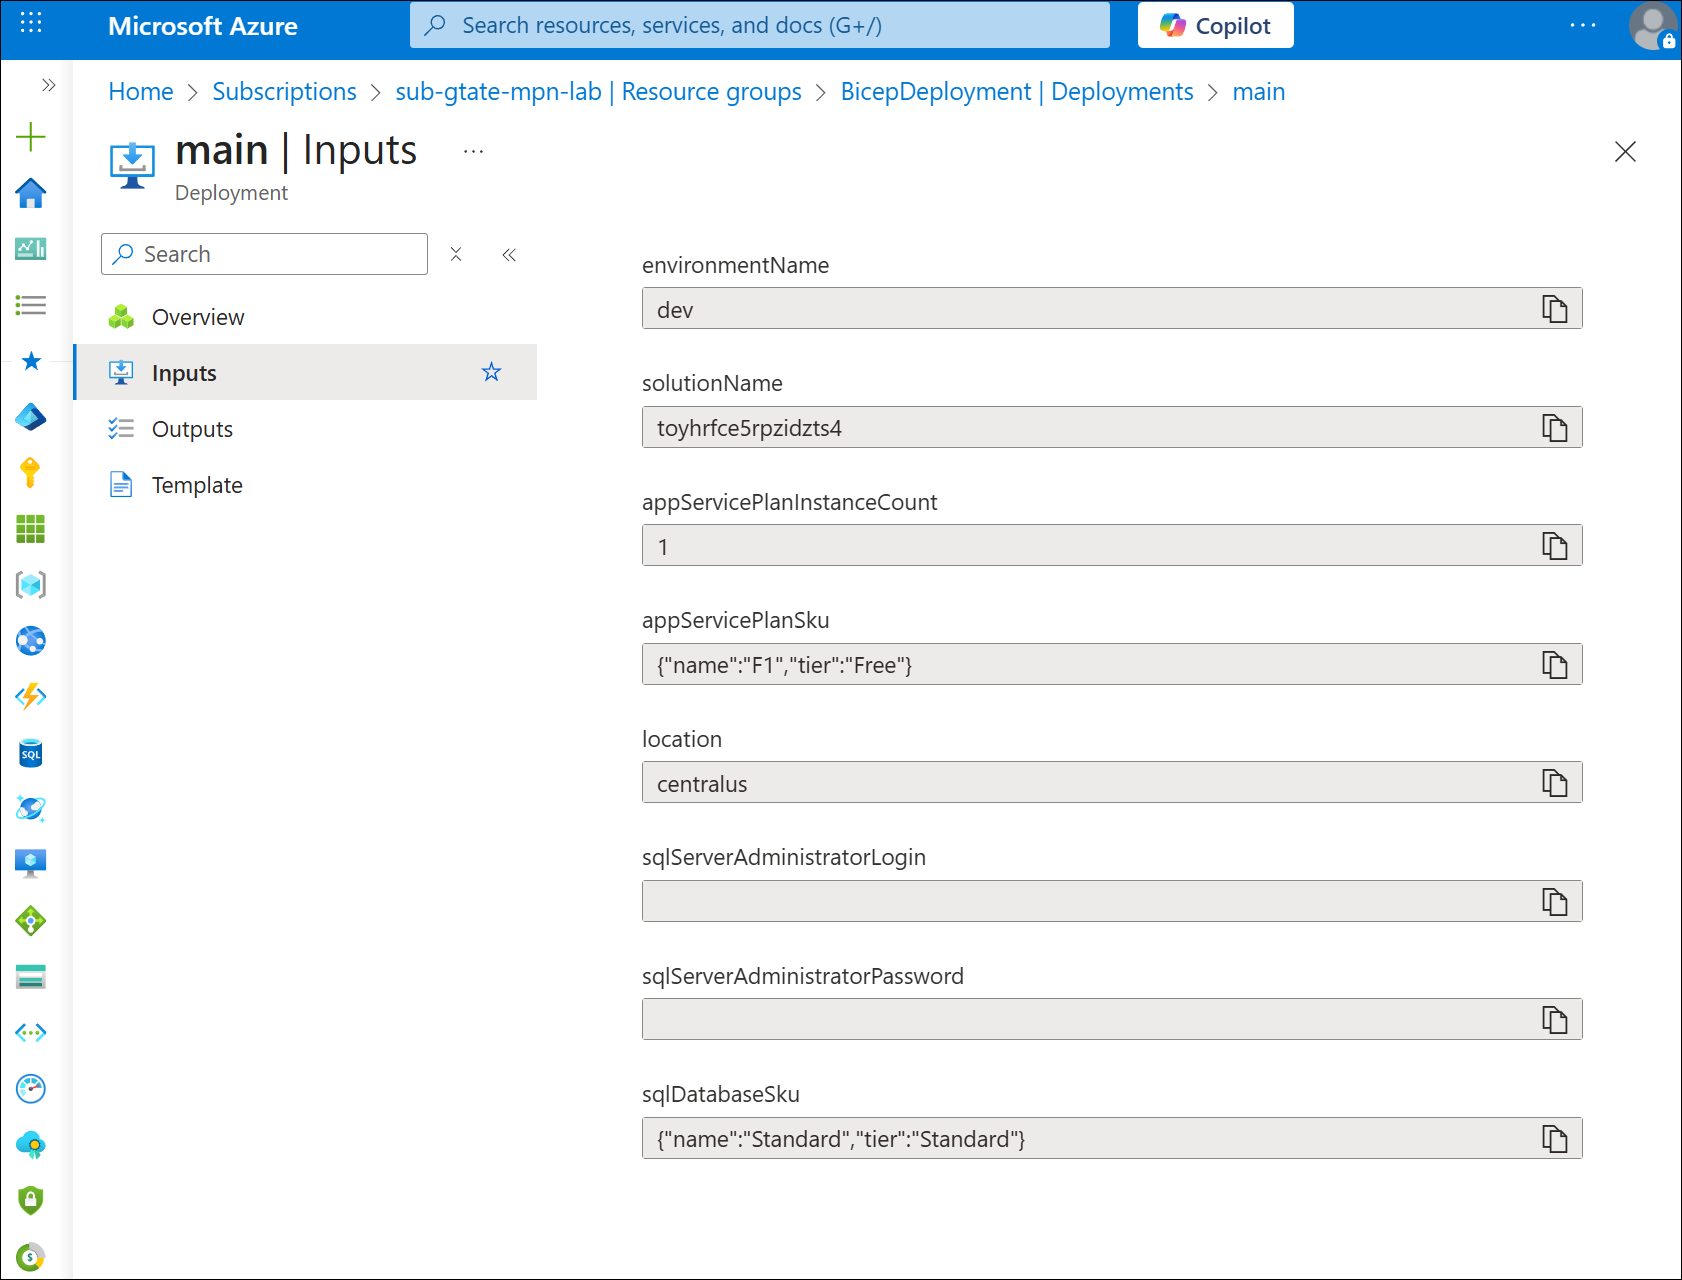 Microsoft Azure
Search resources, services, and docs (G+/)
Copilot
Home > Subscriptions > sub-gtate-mpn-lab | Resource groups > BicepDeployment | Deployments > main
main | Inputs
Deployment
Search
Overview
Inputs
Outputs
Template
environmentName
dev
solutionName
toyhrfce5rpzidzts4
appServicePlanInstanceCount
1
appServicePlanSku
{"name":"F1","tier":"Free"}
location
centralus
sqlServerAdministratorLogin
sqlServerAdministratorPassword
sqlDatabaseSku
{"name":"Standard","tier":"Standard"}
SQL
$